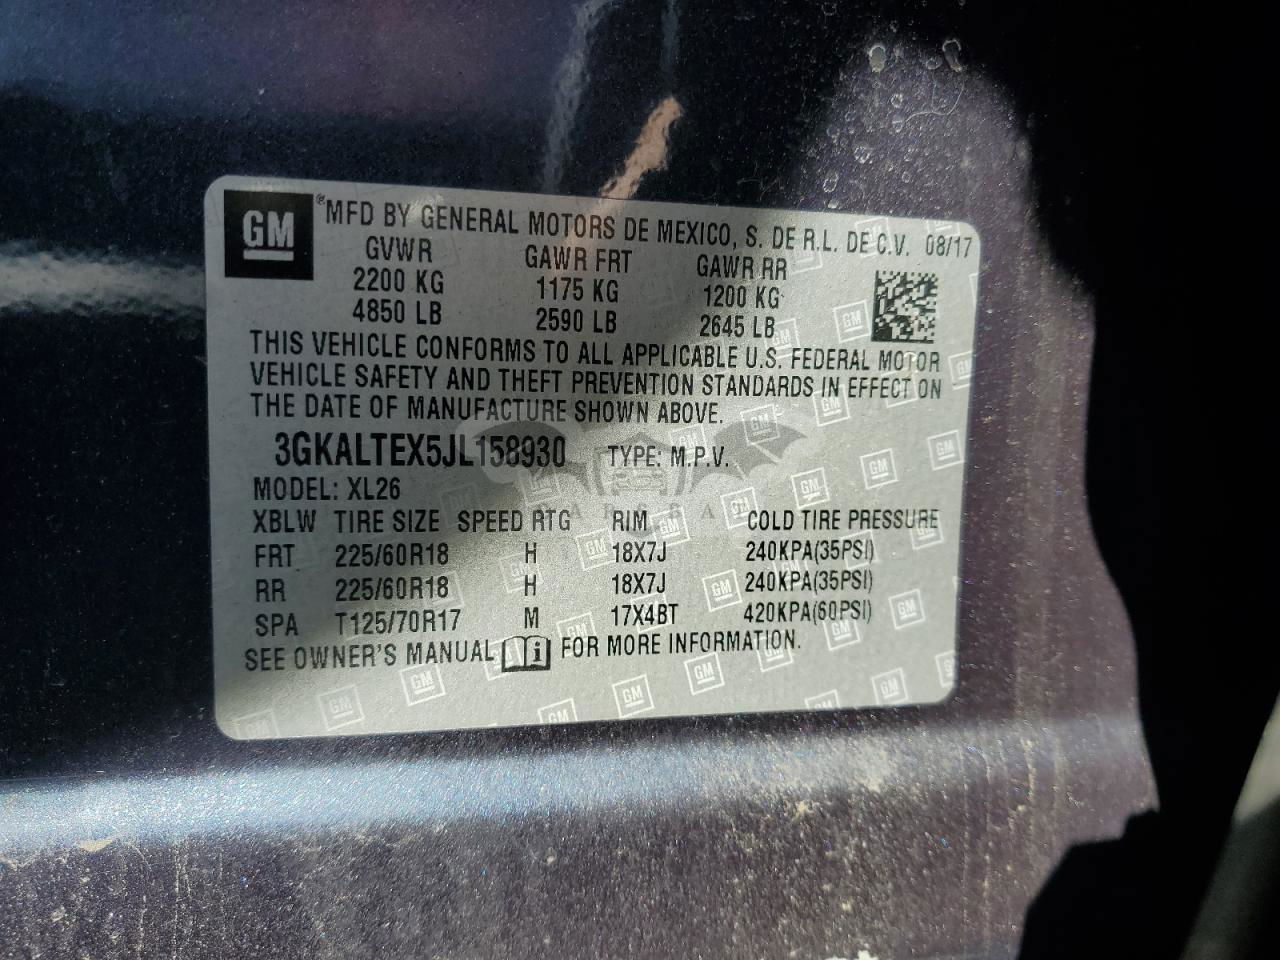 GM ®MFD BY GENERAL MOTORS DE MEXICO, S. DE R.L. DE C.V. 08/17
GVWR GAWR FRT GAWR RR
2200 KG 1175 KG 1200 KG
4850 LB 2590 LB 2645 LB
THIS VEHICLE CONFORMS TO ALL APPLICABLE U.S. FEDERAL MOTOR
VEHICLE SAFETY AND THEFT PREVENTION STANDARDS IN EFFECT ON
THE DATE OF MANUFACTURE SHOWN ABOVE.
3GKALTEX5JL158930 TYPE: M.P.V.
MODEL: XL26
XBLW TIRE SIZE SPEED RTG RIM COLD TIRE PRESSURE
FRT 225/60R18 H 18X7J 240KPA(35PSI)
RR 225/60R18 H 18X7J 240KPA(35PSI)
SPA T125/70R17 M 17X4BT 420KPA(60PSI)
SEE OWNER'S MANUAL i FOR MORE INFORMATION.